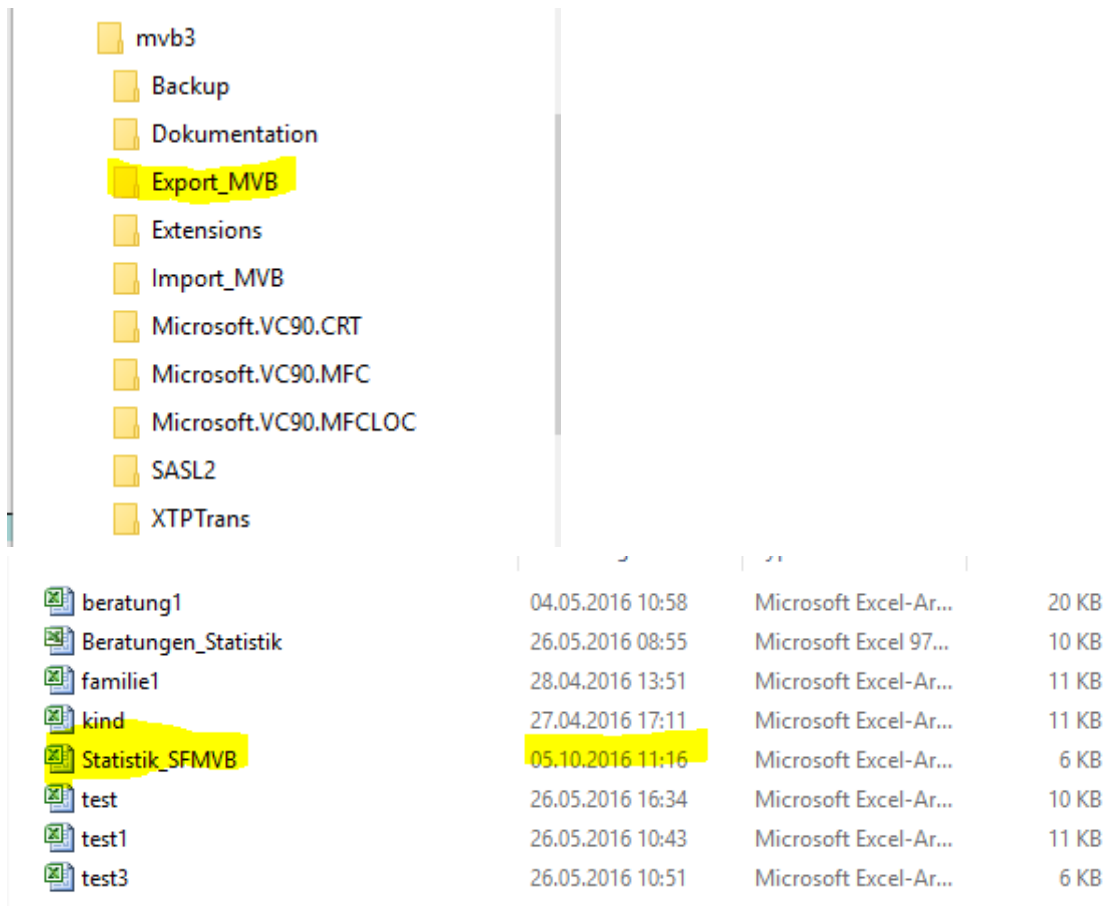 mvb3
Backup
Dokumentation
Export_MVB
Extensions
Import_MVB
Microsoft.VC90.CRT
Microsoft.VC90.MFC
Microsoft.VC90.MFCLOC
SASL2
XTPTrans
beratung1 04.05.2016 10:58 Microsoft Excel-Ar... 20 KB
Beratungen_Statistik 26.05.2016 08:55 Microsoft Excel 97... 10 KB
familie1 28.04.2016 13:51 Microsoft Excel-Ar... 11 KB
kind 27.04.2016 17:11 Microsoft Excel-Ar... 11 KB
Statistik_SFMVB 05.10.2016 11:16 Microsoft Excel-Ar... 6 KB
test 26.05.2016 16:34 Microsoft Excel-Ar... 10 KB
test1 26.05.2016 10:43 Microsoft Excel-Ar... 11 KB
test3 26.05.2016 10:51 Microsoft Excel-Ar... 6 KB